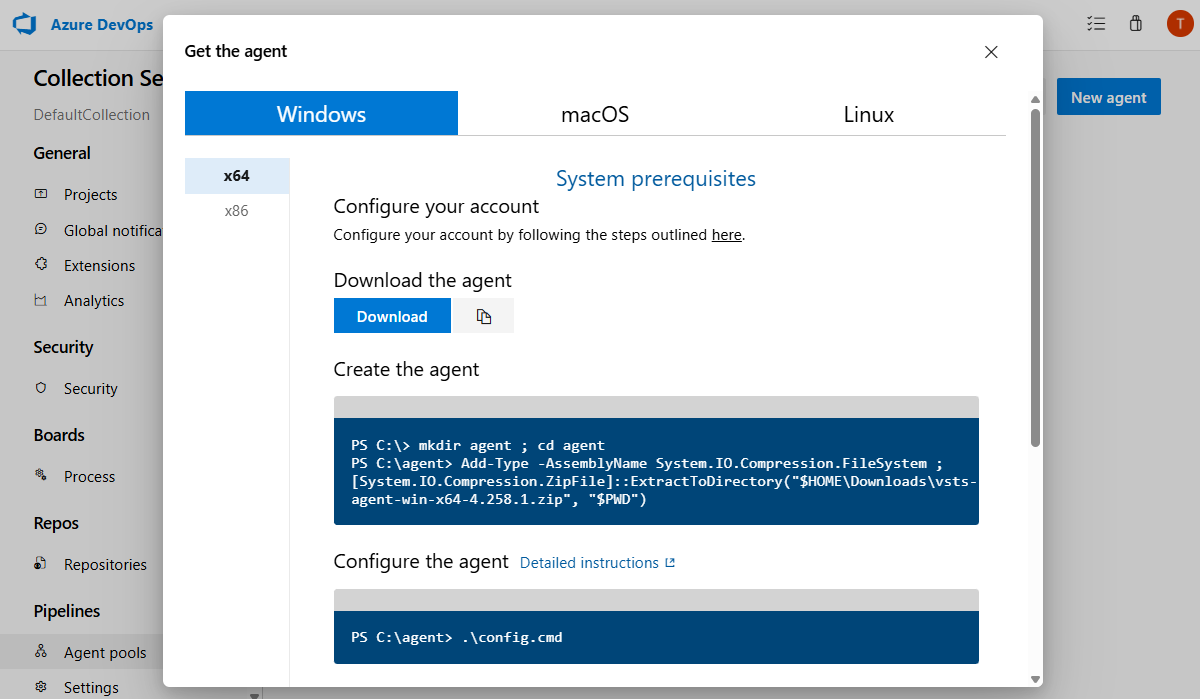 Azure DevOps
T
Collection Se
DefaultCollection
General
Projects
Global notifica
Extensions
Analytics
Security
Security
Boards
Process
Repos
Repositories
Pipelines
Agent pools
Settings
New agent
Get the agent
Windows
macOS
Linux
x64
x86
System prerequisites
Configure your account
Configure your account by following the steps outlined here.
Download the agent
Download
Create the agent
PS C:\> mkdir agent ; cd agent
PS C:\agent> Add-Type -AssemblyName System.IO.Compression.FileSystem ;
[System.IO.Compression.ZipFile]::ExtractToDirectory("$HOME\Downloads\vsts-
agent-win-x64-4.258.1.zip", "$PWD")
Configure the agent Detailed instructions
PS C:\agent> .\config.cmd